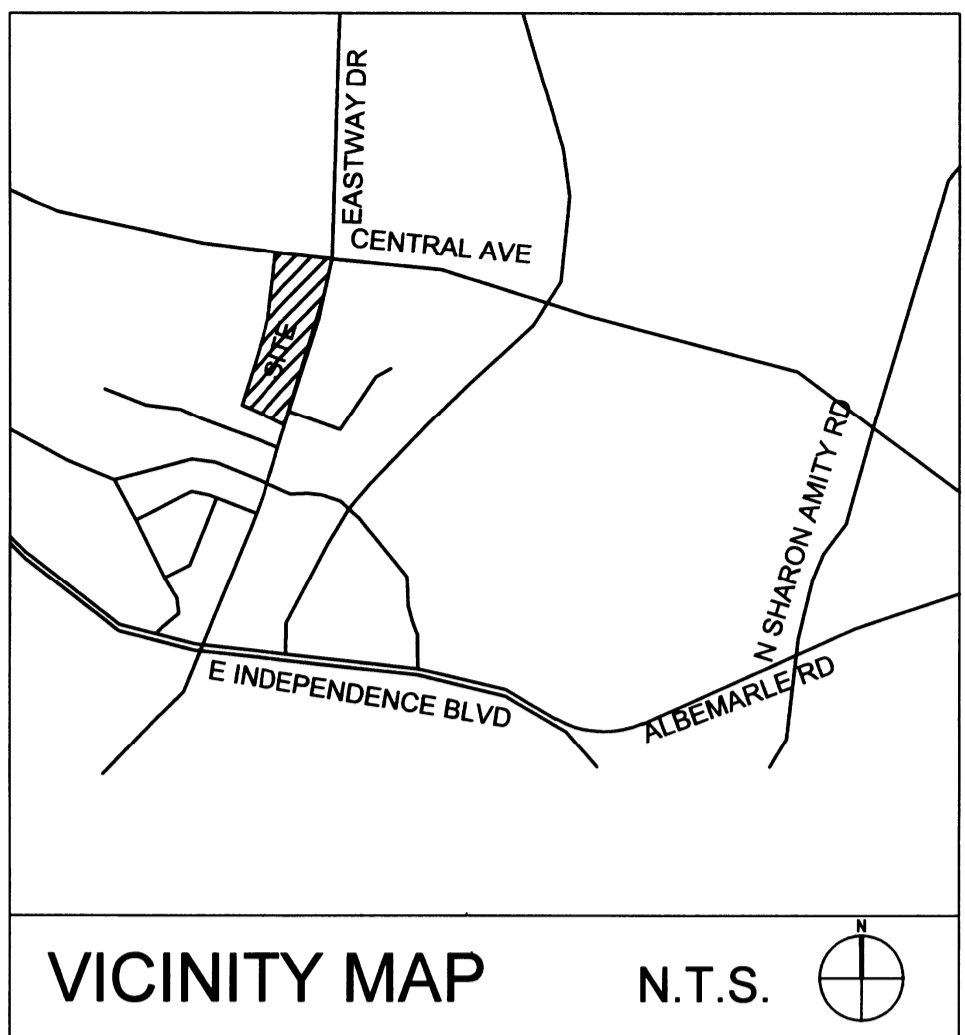 EASTWAY DR
CENTRAL AVE
SITE
N SHARON AMITY RD
E INDEPENDENCE BLVD
ALBEMARLE RD
VICINITY MAP
N.T.S.
N